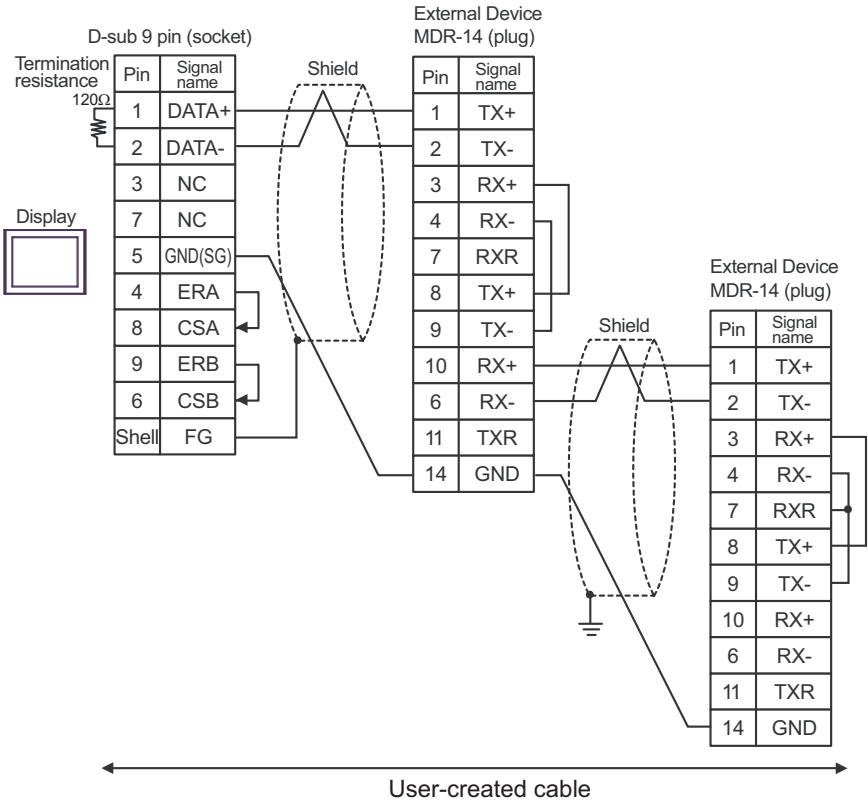 D-sub 9 pin (socket)
Termination
resistance
120Ω
Pin Signal name
1 DATA+
2 DATA-
3 NC
7 NC
5 GND(SG)
4 ERA
8 CSA
9 ERB
6 CSB
Shell FG
Display
Shield
External Device
MDR-14 (plug)
Pin Signal name
1 TX+
2 TX-
3 RX+
4 RX-
7 RXR
8 TX+
9 TX-
10 RX+
6 RX-
11 TXR
14 GND
Shield
External Device
MDR-14 (plug)
Pin Signal name
1 TX+
2 TX-
3 RX+
4 RX-
7 RXR
8 TX+
9 TX-
10 RX+
6 RX-
11 TXR
14 GND
User-created cable